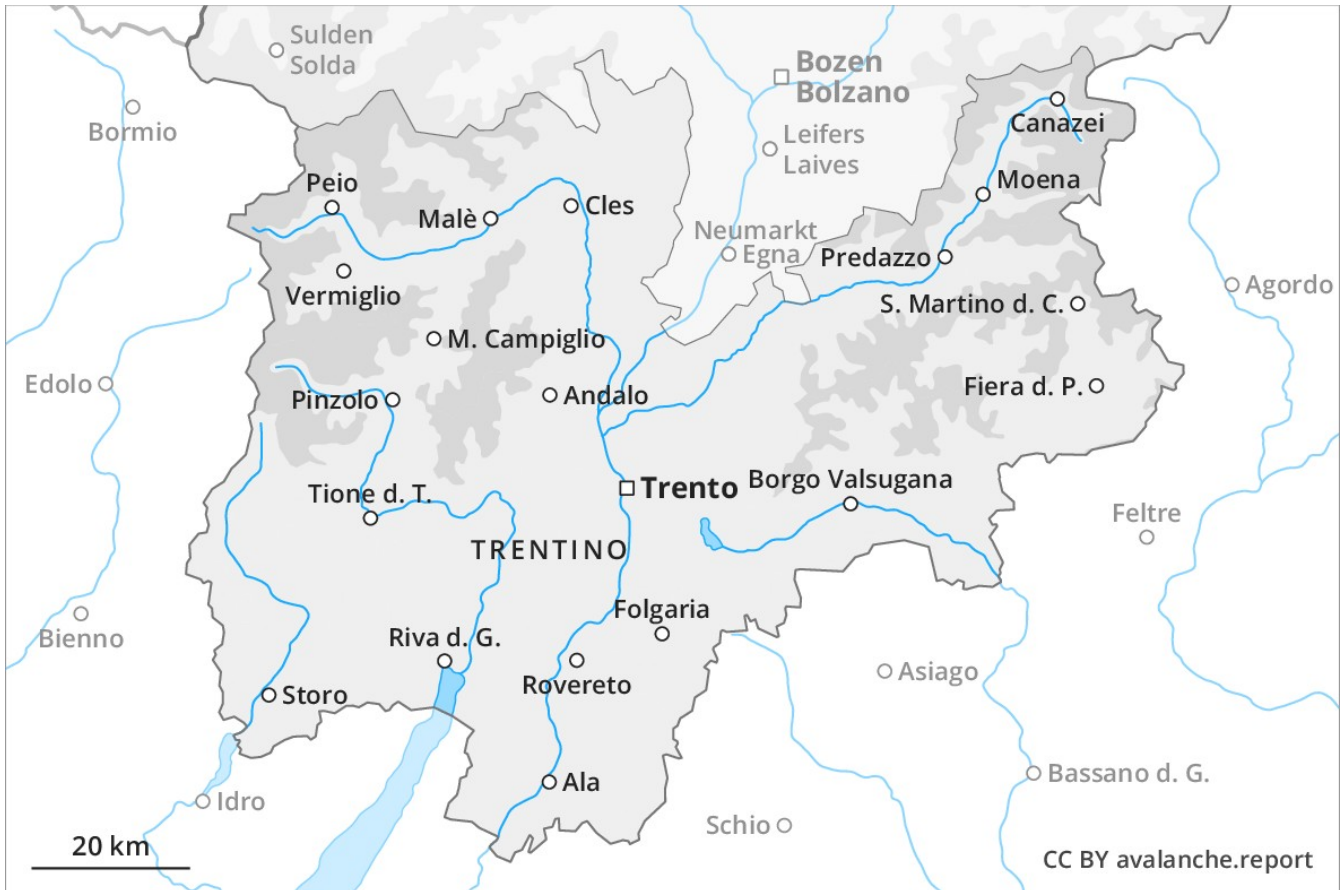 Sulden
Solda
Bozen
Bolzano
Bormio
Canazei
Leifers
Laives
Peio
Moena
Malè
Cles
Neumarkt
Egna
Predazzo
Vermiglio
Agordo
S. Martino d. C.
M. Campiglio
Edolo
Fiera d. P.
Pinzolo
Andalo
Trento
Borgo Valsugana
Tione d. T.
Feltre
TRENTINO
Folgaria
Bienno
Riva d. G.
Asiago
Rovereto
Storo
Bassano d. G.
Ala
Idro
Schio
20 km
CC BY avalanche.report